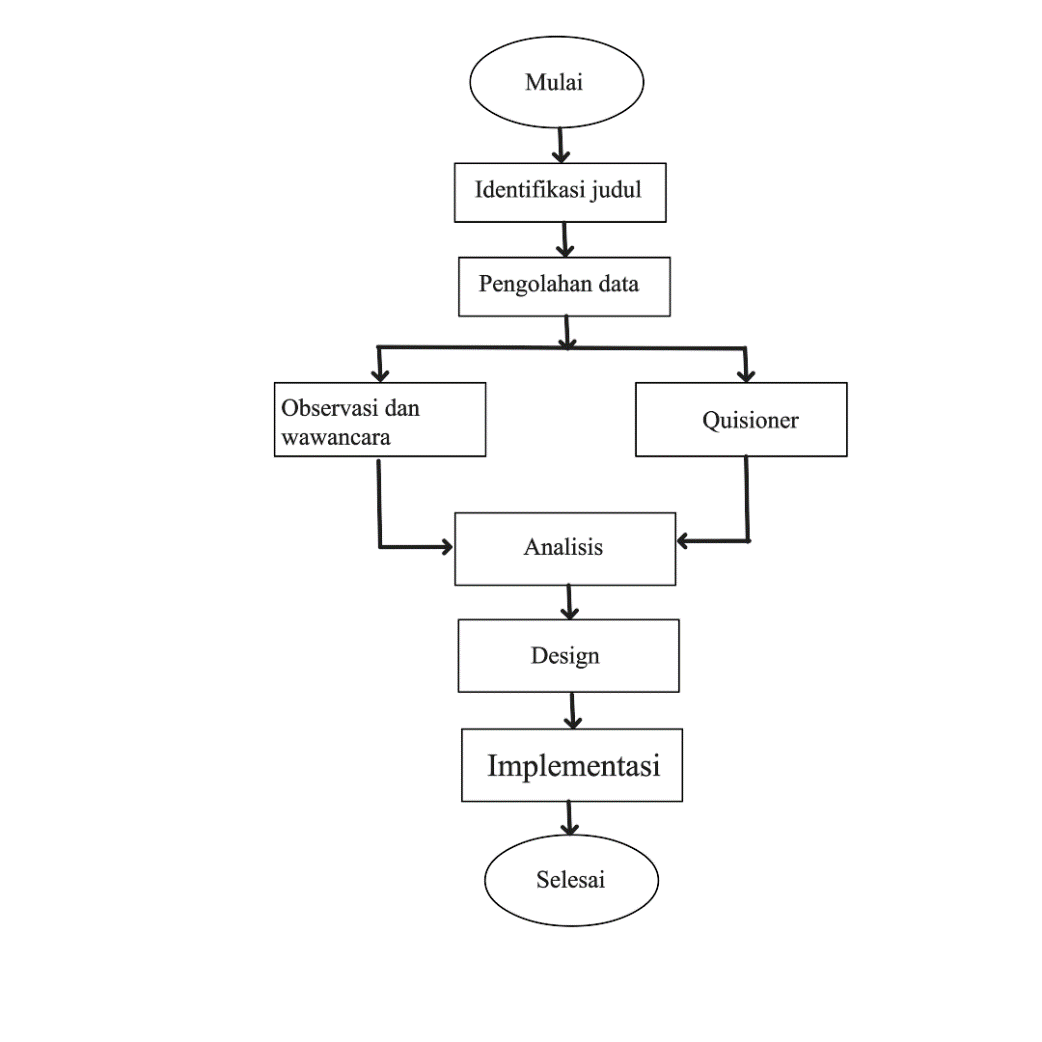 Mulai
Identifikasi judul
Pengolahan data
Observasi dan
wawancara
Quisioner
Analisis
Design
Implementasi
Selesai